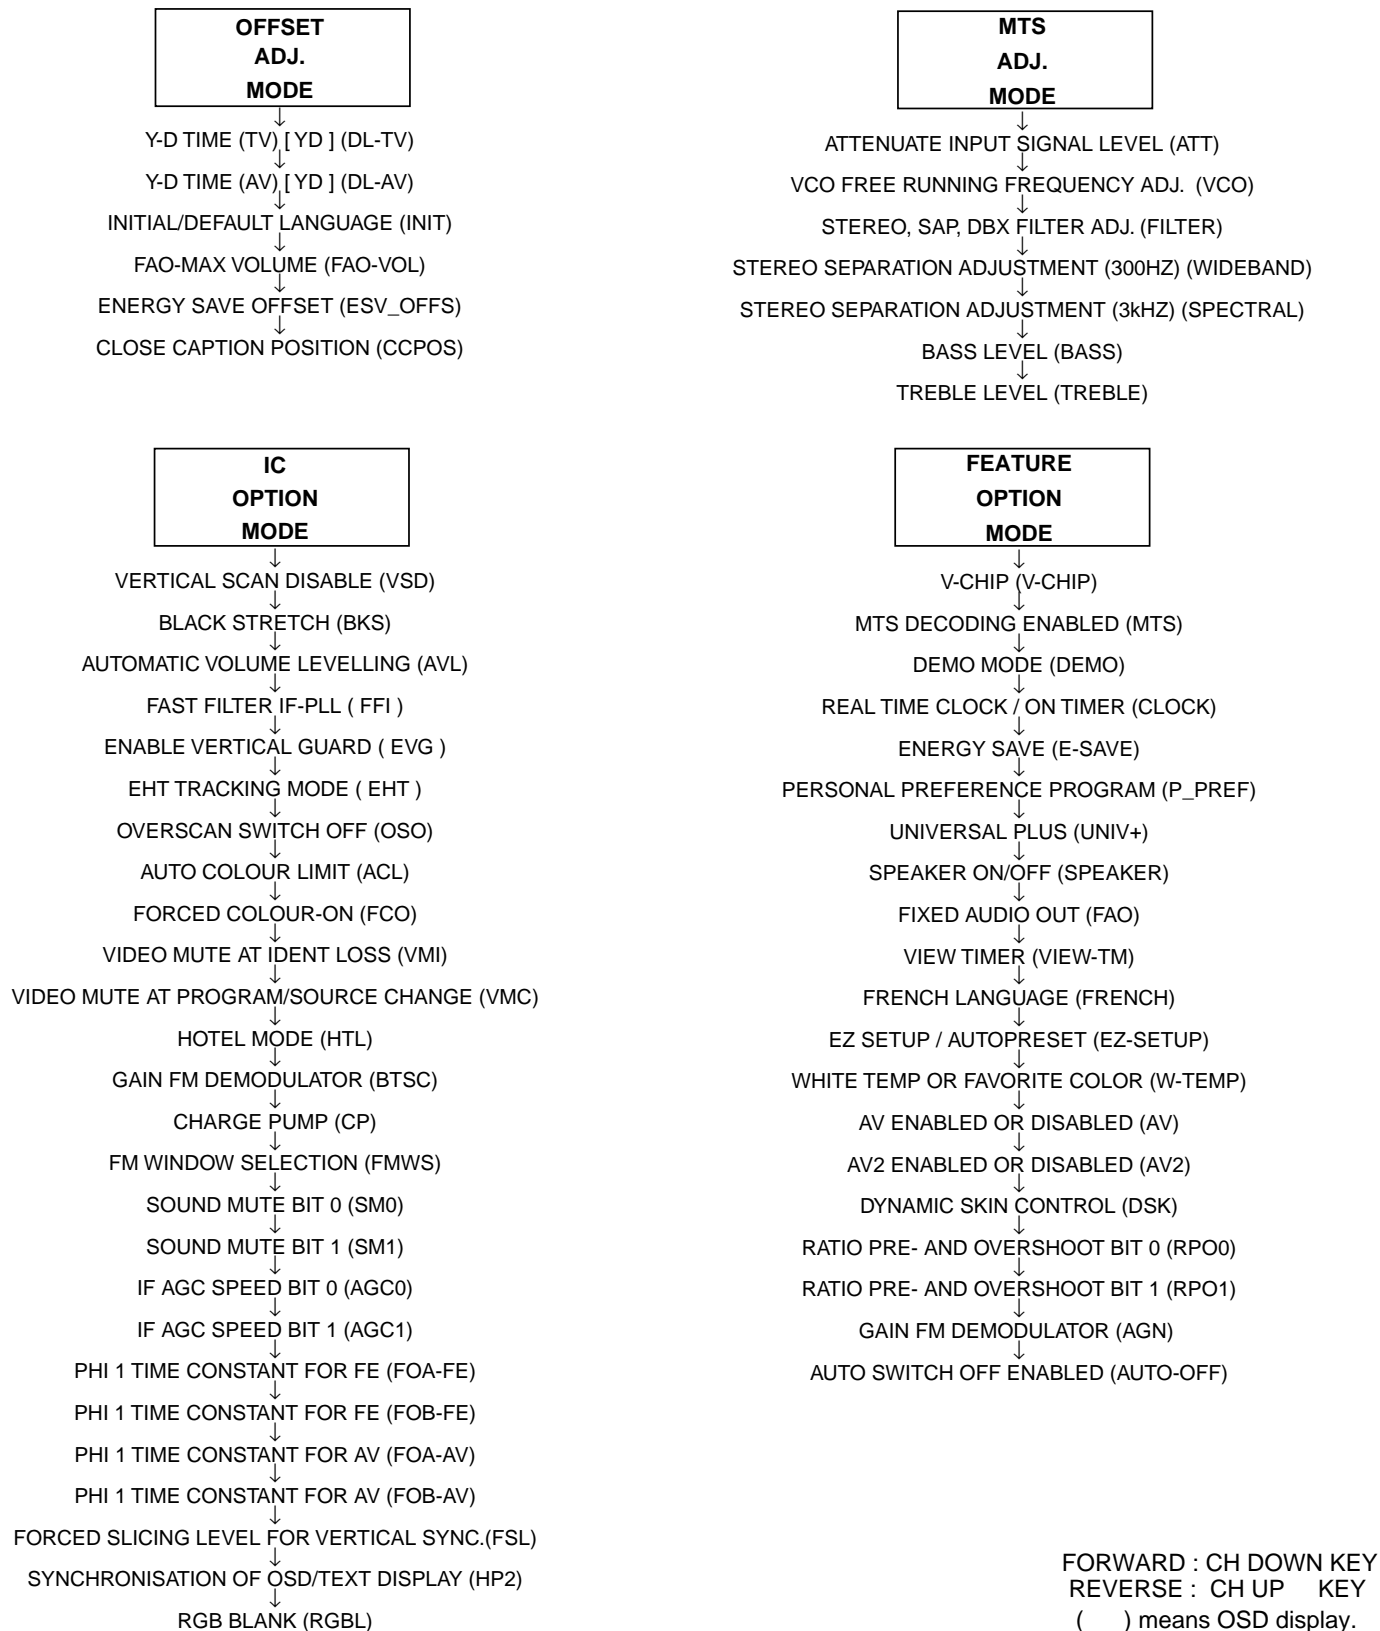 OFFSET
ADJ.
MODE
Y-D TIME (TV) [ YD ] (DL-TV)
Y-D TIME (AV) [ YD ] (DL-AV)
INITIAL/DEFAULT LANGUAGE (INIT)
FAO-MAX VOLUME (FAO-VOL)
ENERGY SAVE OFFSET (ESV_OFFS)
CLOSE CAPTION POSITION (CCPOS)
MTS
ADJ.
MODE
ATTENUATE INPUT SIGNAL LEVEL (ATT)
VCO FREE RUNNING FREQUENCY ADJ. (VCO)
STEREO, SAP, DBX FILTER ADJ. (FILTER)
STEREO SEPARATION ADJUSTMENT (300HZ) (WIDEBAND)
STEREO SEPARATION ADJUSTMENT (3kHZ) (SPECTRAL)
BASS LEVEL (BASS)
TREBLE LEVEL (TREBLE)
IC
OPTION
MODE
VERTICAL SCAN DISABLE (VSD)
BLACK STRETCH (BKS)
AUTOMATIC VOLUME LEVELLING (AVL)
FAST FILTER IF-PLL ( FFI )
ENABLE VERTICAL GUARD ( EVG )
EHT TRACKING MODE ( EHT )
OVERSCAN SWITCH OFF (OSO)
AUTO COLOUR LIMIT (ACL)
FORCED COLOUR-ON (FCO)
VIDEO MUTE AT IDENT LOSS (VMI)
VIDEO MUTE AT PROGRAM/SOURCE CHANGE (VMC)
HOTEL MODE (HTL)
GAIN FM DEMODULATOR (BTSC)
CHARGE PUMP (CP)
FM WINDOW SELECTION (FMWS)
SOUND MUTE BIT 0 (SM0)
SOUND MUTE BIT 1 (SM1)
IF AGC SPEED BIT 0 (AGC0)
IF AGC SPEED BIT 1 (AGC1)
PHI 1 TIME CONSTANT FOR FE (FOA-FE)
PHI 1 TIME CONSTANT FOR FE (FOB-FE)
PHI 1 TIME CONSTANT FOR AV (FOA-AV)
PHI 1 TIME CONSTANT FOR AV (FOB-AV)
FORCED SLICING LEVEL FOR VERTICAL SYNC.(FSL)
SYNCHRONISATION OF OSD/TEXT DISPLAY (HP2)
RGB BLANK (RGBL)
FEATURE
OPTION
MODE
V-CHIP (V-CHIP)
MTS DECODING ENABLED (MTS)
DEMO MODE (DEMO)
REAL TIME CLOCK / ON TIMER (CLOCK)
ENERGY SAVE (E-SAVE)
PERSONAL PREFERENCE PROGRAM (P_PREF)
UNIVERSAL PLUS (UNIV+)
SPEAKER ON/OFF (SPEAKER)
FIXED AUDIO OUT (FAO)
VIEW TIMER (VIEW-TM)
FRENCH LANGUAGE (FRENCH)
EZ SETUP / AUTOPRESET (EZ-SETUP)
WHITE TEMP OR FAVORITE COLOR (W-TEMP)
AV ENABLED OR DISABLED (AV)
AV2 ENABLED OR DISABLED (AV2)
DYNAMIC SKIN CONTROL (DSK)
RATIO PRE- AND OVERSHOOT BIT 0 (RPO0)
RATIO PRE- AND OVERSHOOT BIT 1 (RPO1)
GAIN FM DEMODULATOR (AGN)
AUTO SWITCH OFF ENABLED (AUTO-OFF)
FORWARD : CH DOWN KEY
REVERSE : CH UP KEY
( ) means OSD display.